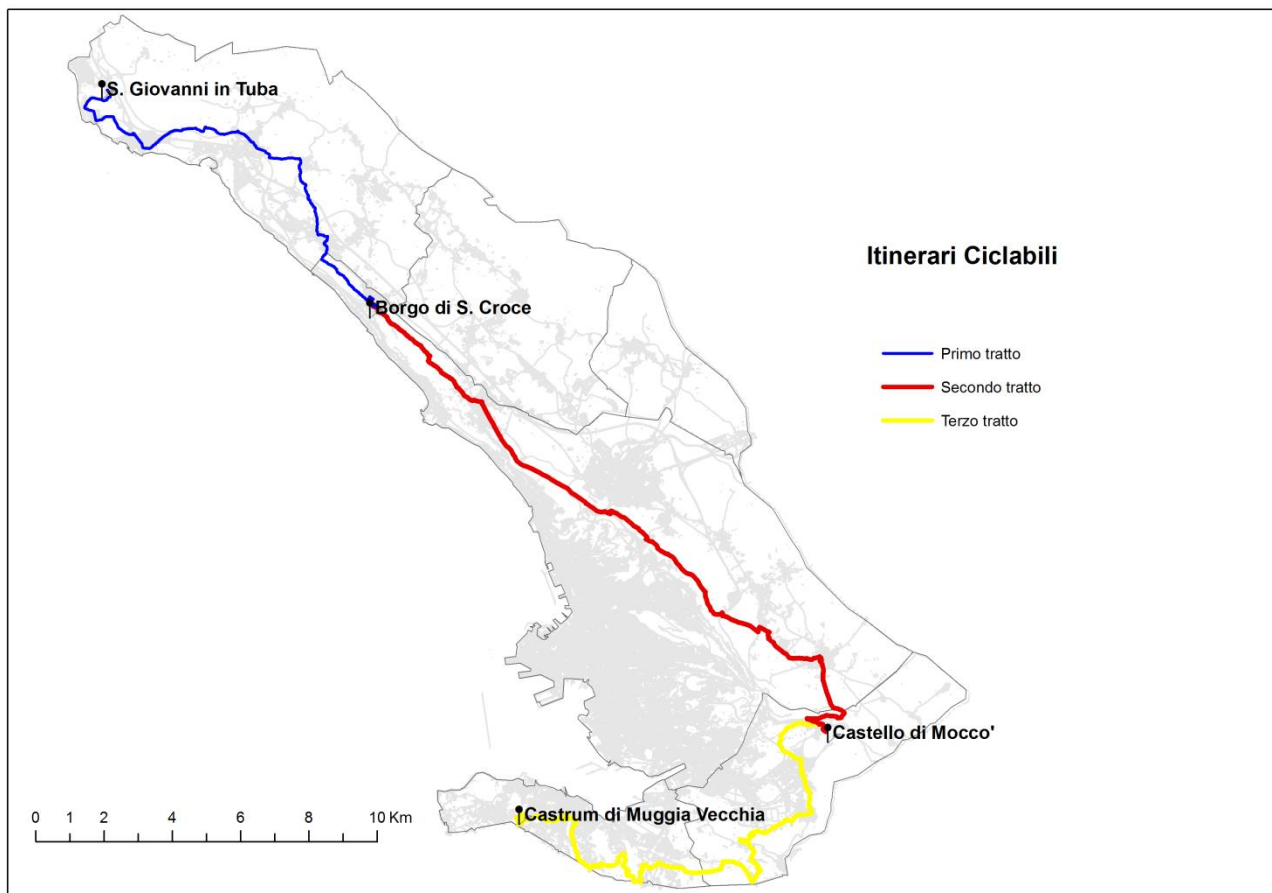 S. Giovanni in Tuba
Itinerari Ciclabili
Borgo di S. Croce
Primo tratto
Secondo tratto
Terzo tratto
Castello di Mocco'
Castrum di Muggia Vecchia
0 1 2 4 6 8 10 Km